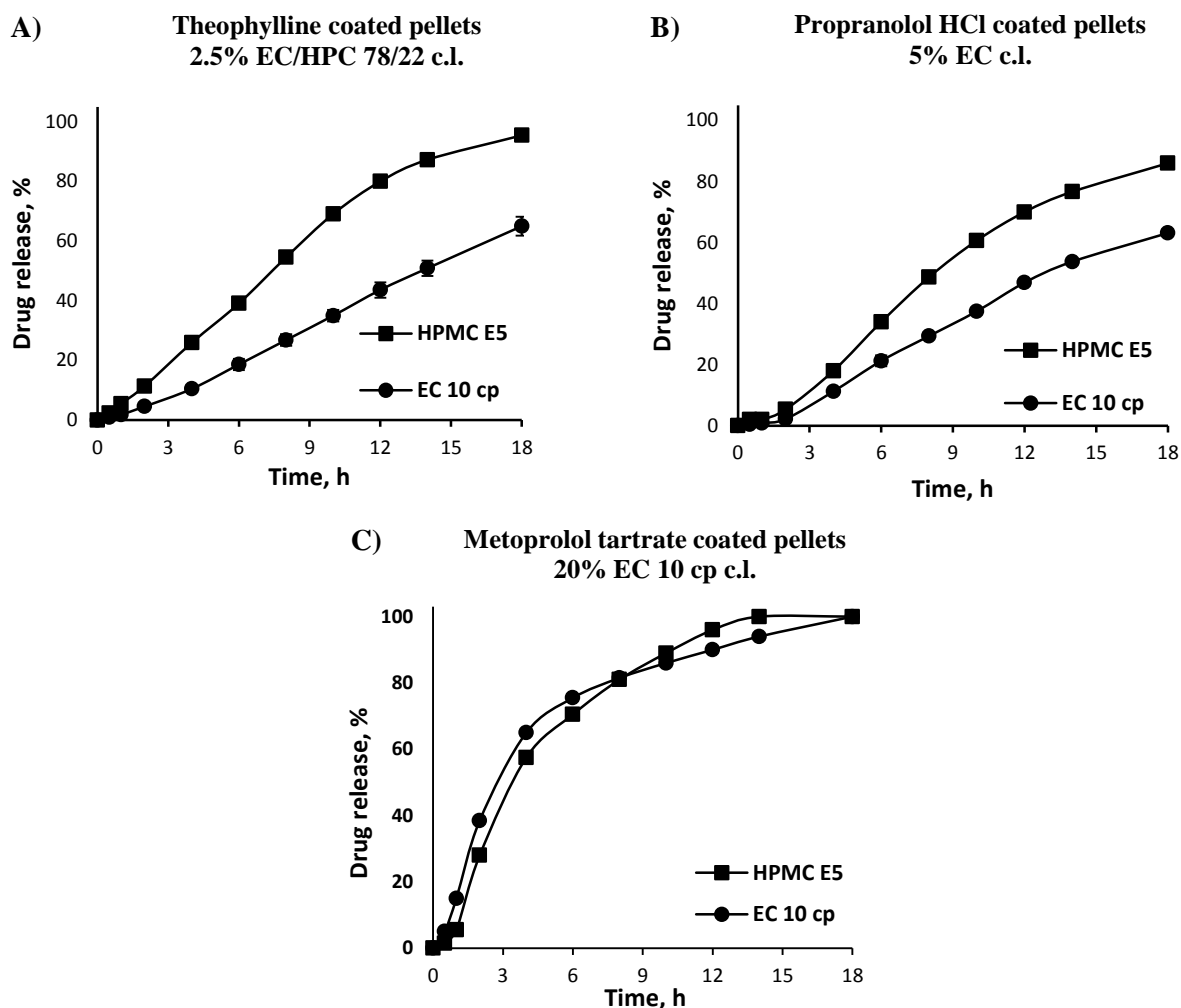 A)
Theophylline coated pellets
2.5% EC/HPC 78/22 c.l.
Drug release, %
100
80
60
40
20
0
0 3 6 9 12 15 18
Time, h
HPMC E5
EC 10 cp
B)
Propranolol HCl coated pellets
5% EC c.l.
Drug release, %
100
80
60
40
20
0
0 3 6 9 12 15 18
Time, h
HPMC E5
EC 10 cp
C)
Metoprolol tartrate coated pellets
20% EC 10 cp c.l.
Drug release, %
100
80
60
40
20
0
0 3 6 9 12 15 18
Time, h
HPMC E5
EC 10 cp